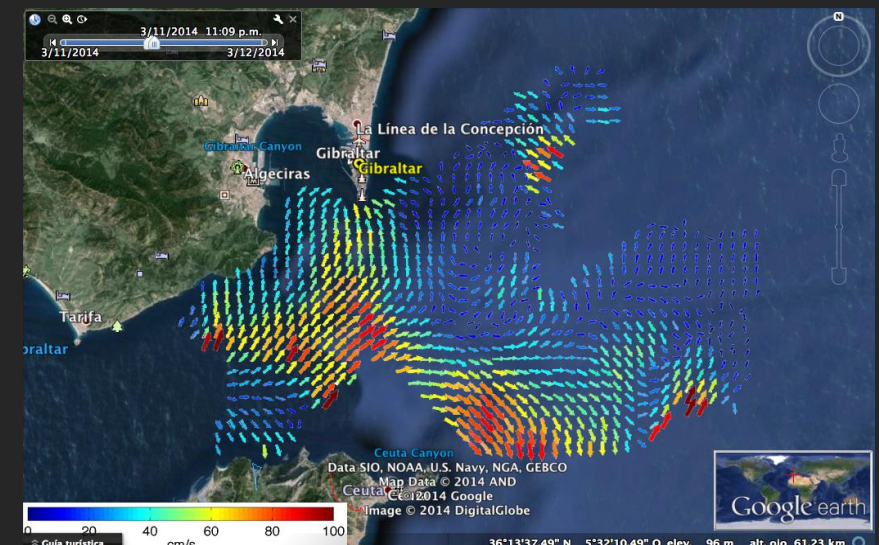 3/11/2014 11:09 p.m.
3/11/2014 3/12/2014
N
La Línea de la Concepción
Gibraltar Canyon
Gibraltar
Gibraltar
Algeciras
Tarifa
braltar
Ceuta Canyon
Data SIO, NOAA, U.S. Navy, NGA, GEBCO
Map Data © 2014 AND
Ceuta
© 2014 Google
Image © 2014 DigitalGlobe
Google earth
0 20 40 60 80 100
cm/s
Guía turística
36°13'37.49" N 5°32'10.49" O elev. 96 m alt. ojo 61.23 km